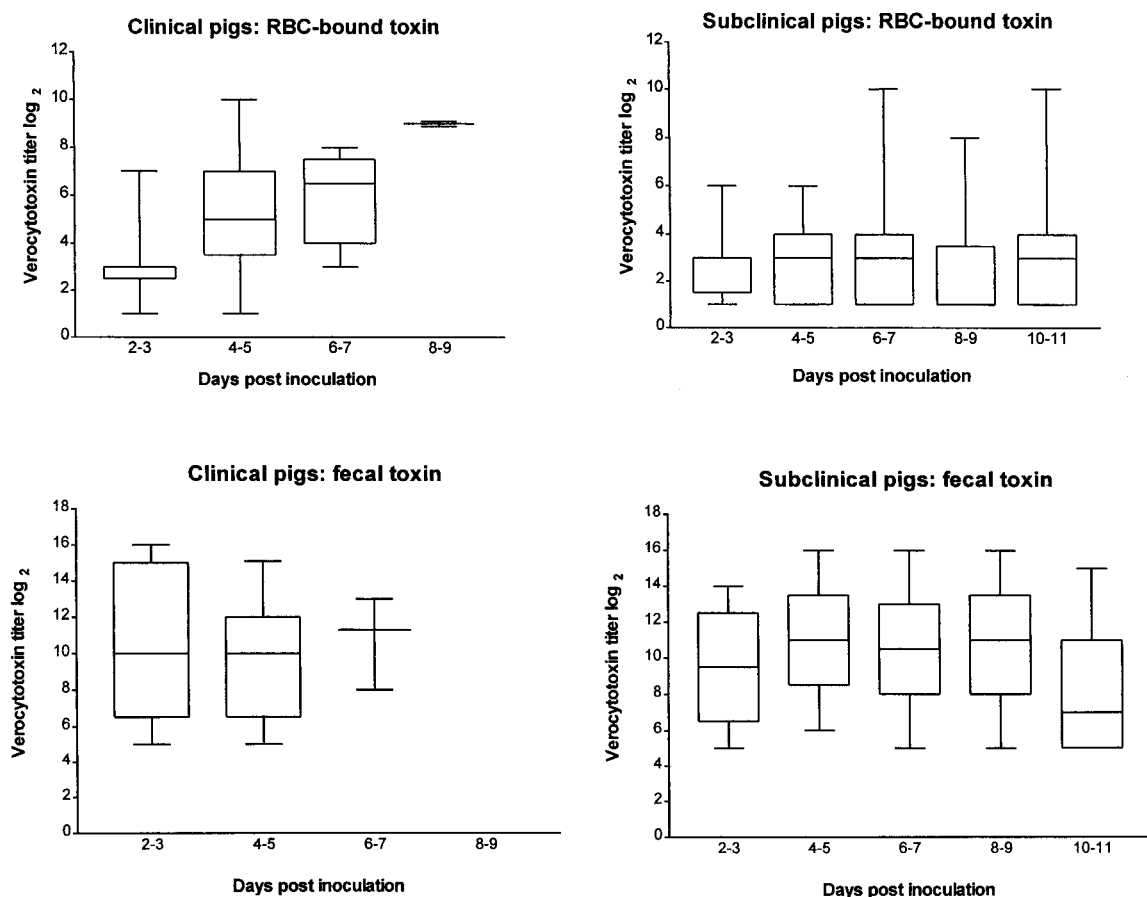 Clinical pigs: RBC-bound toxin
Verocytotoxin titer log 2
12
10
8
6
4
2
0
2-3 4-5 6-7 8-9
Days post inoculation
Subclinical pigs: RBC-bound toxin
Verocytotoxin titer log 2
12
10
8
6
4
2
0
2-3 4-5 6-7 8-9 10-11
Days post inoculation
Clinical pigs: fecal toxin
Verocytotoxin titer log 2
18
16
14
12
10
8
6
4
2
0
2-3 4-5 6-7 8-9
Days post inoculation
Subclinical pigs: fecal toxin
Verocytotoxin titer log 2
18
16
14
12
10
8
6
4
2
0
2-3 4-5 6-7 8-9 10-11
Days post inoculation